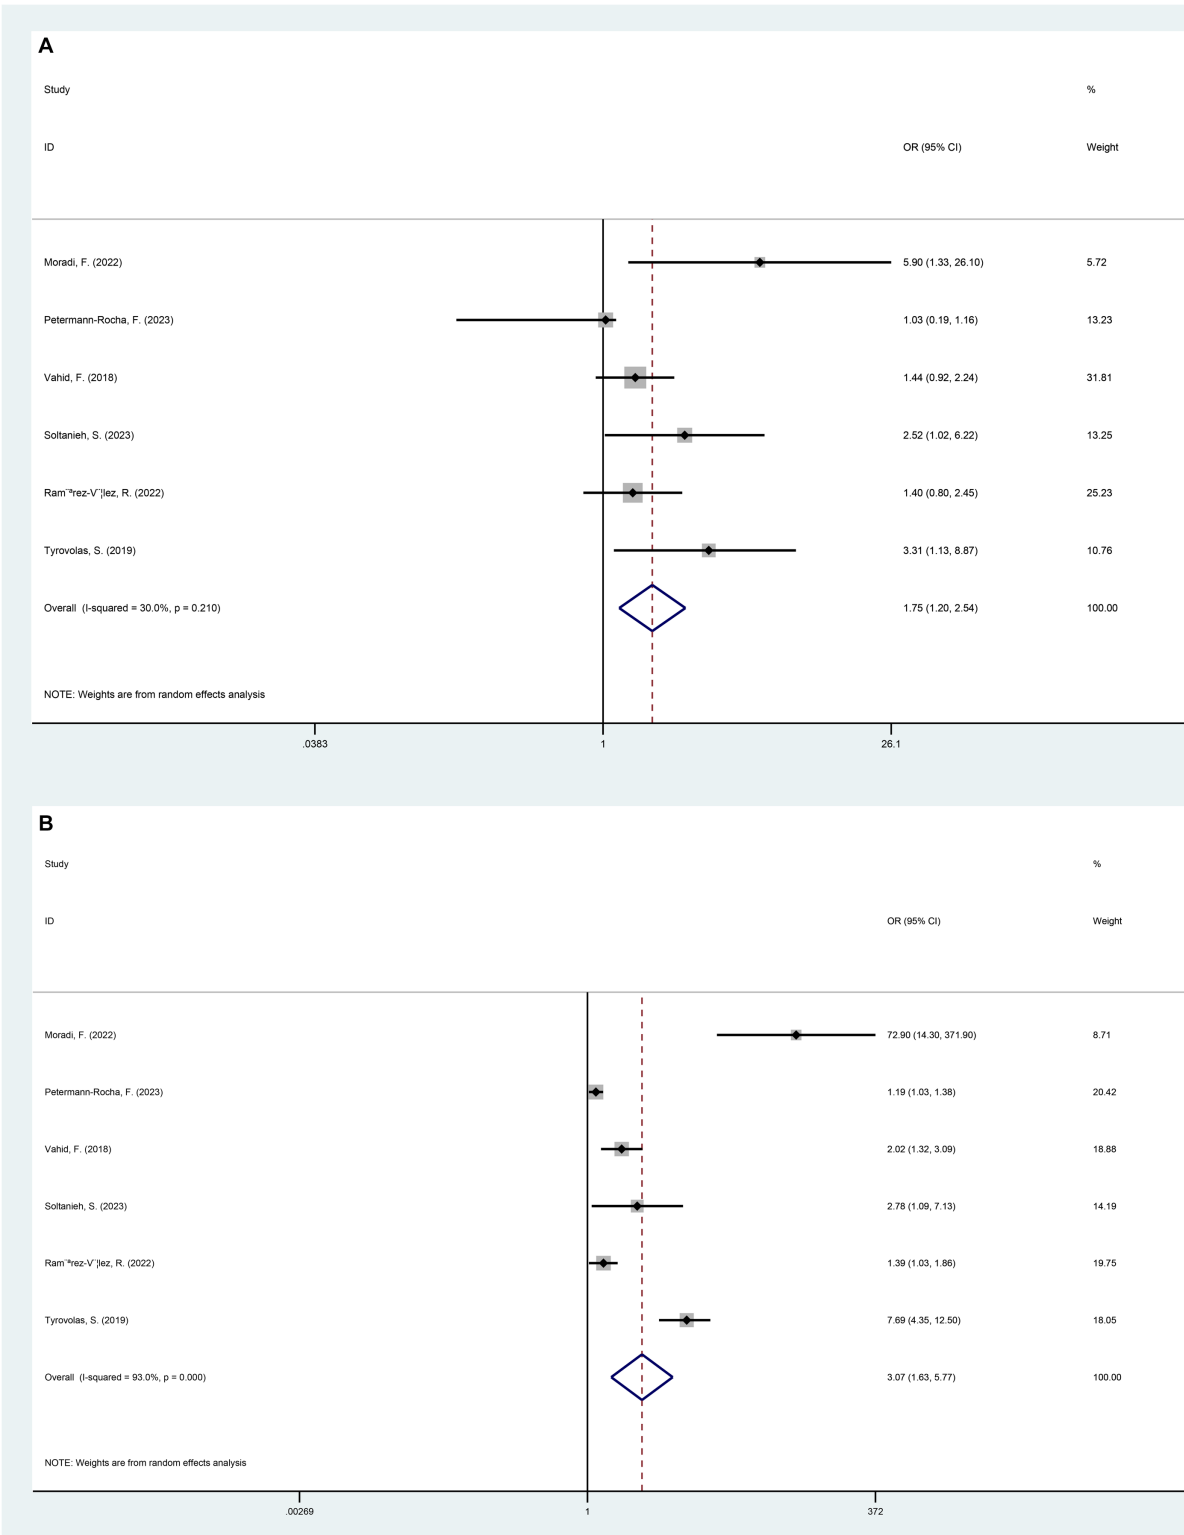 A
Study %
ID OR (95% CI) Weight
Moradi, F. (2022) 5.90 (1.33, 26.10) 5.72
Petermann-Rocha, F. (2023) 1.03 (0.19, 1.16) 13.23
Vahid, F. (2018) 1.44 (0.92, 2.24) 31.81
Soltanieh, S. (2023) 2.52 (1.02, 6.22) 13.25
Ram¨ªrez-V¨¦lez, R. (2022) 1.40 (0.80, 2.45) 25.23
Tyrovolas, S. (2019) 3.31 (1.13, 8.87) 10.76
Overall (I-squared = 30.0%, p = 0.210) 1.75 (1.20, 2.54) 100.00
NOTE: Weights are from random effects analysis
.0383 1 26.1
B
Study %
ID OR (95% CI) Weight
Moradi, F. (2022) 72.90 (14.30, 371.90) 8.71
Petermann-Rocha, F. (2023) 1.19 (1.03, 1.38) 20.42
Vahid, F. (2018) 2.02 (1.32, 3.09) 18.88
Soltanieh, S. (2023) 2.78 (1.09, 7.13) 14.19
Ram¨ªrez-V¨¦lez, R. (2022) 1.39 (1.03, 1.86) 19.75
Tyrovolas, S. (2019) 7.69 (4.35, 12.50) 18.05
Overall (I-squared = 93.0%, p = 0.000) 3.07 (1.63, 5.77) 100.00
NOTE: Weights are from random effects analysis
.00269 1 372